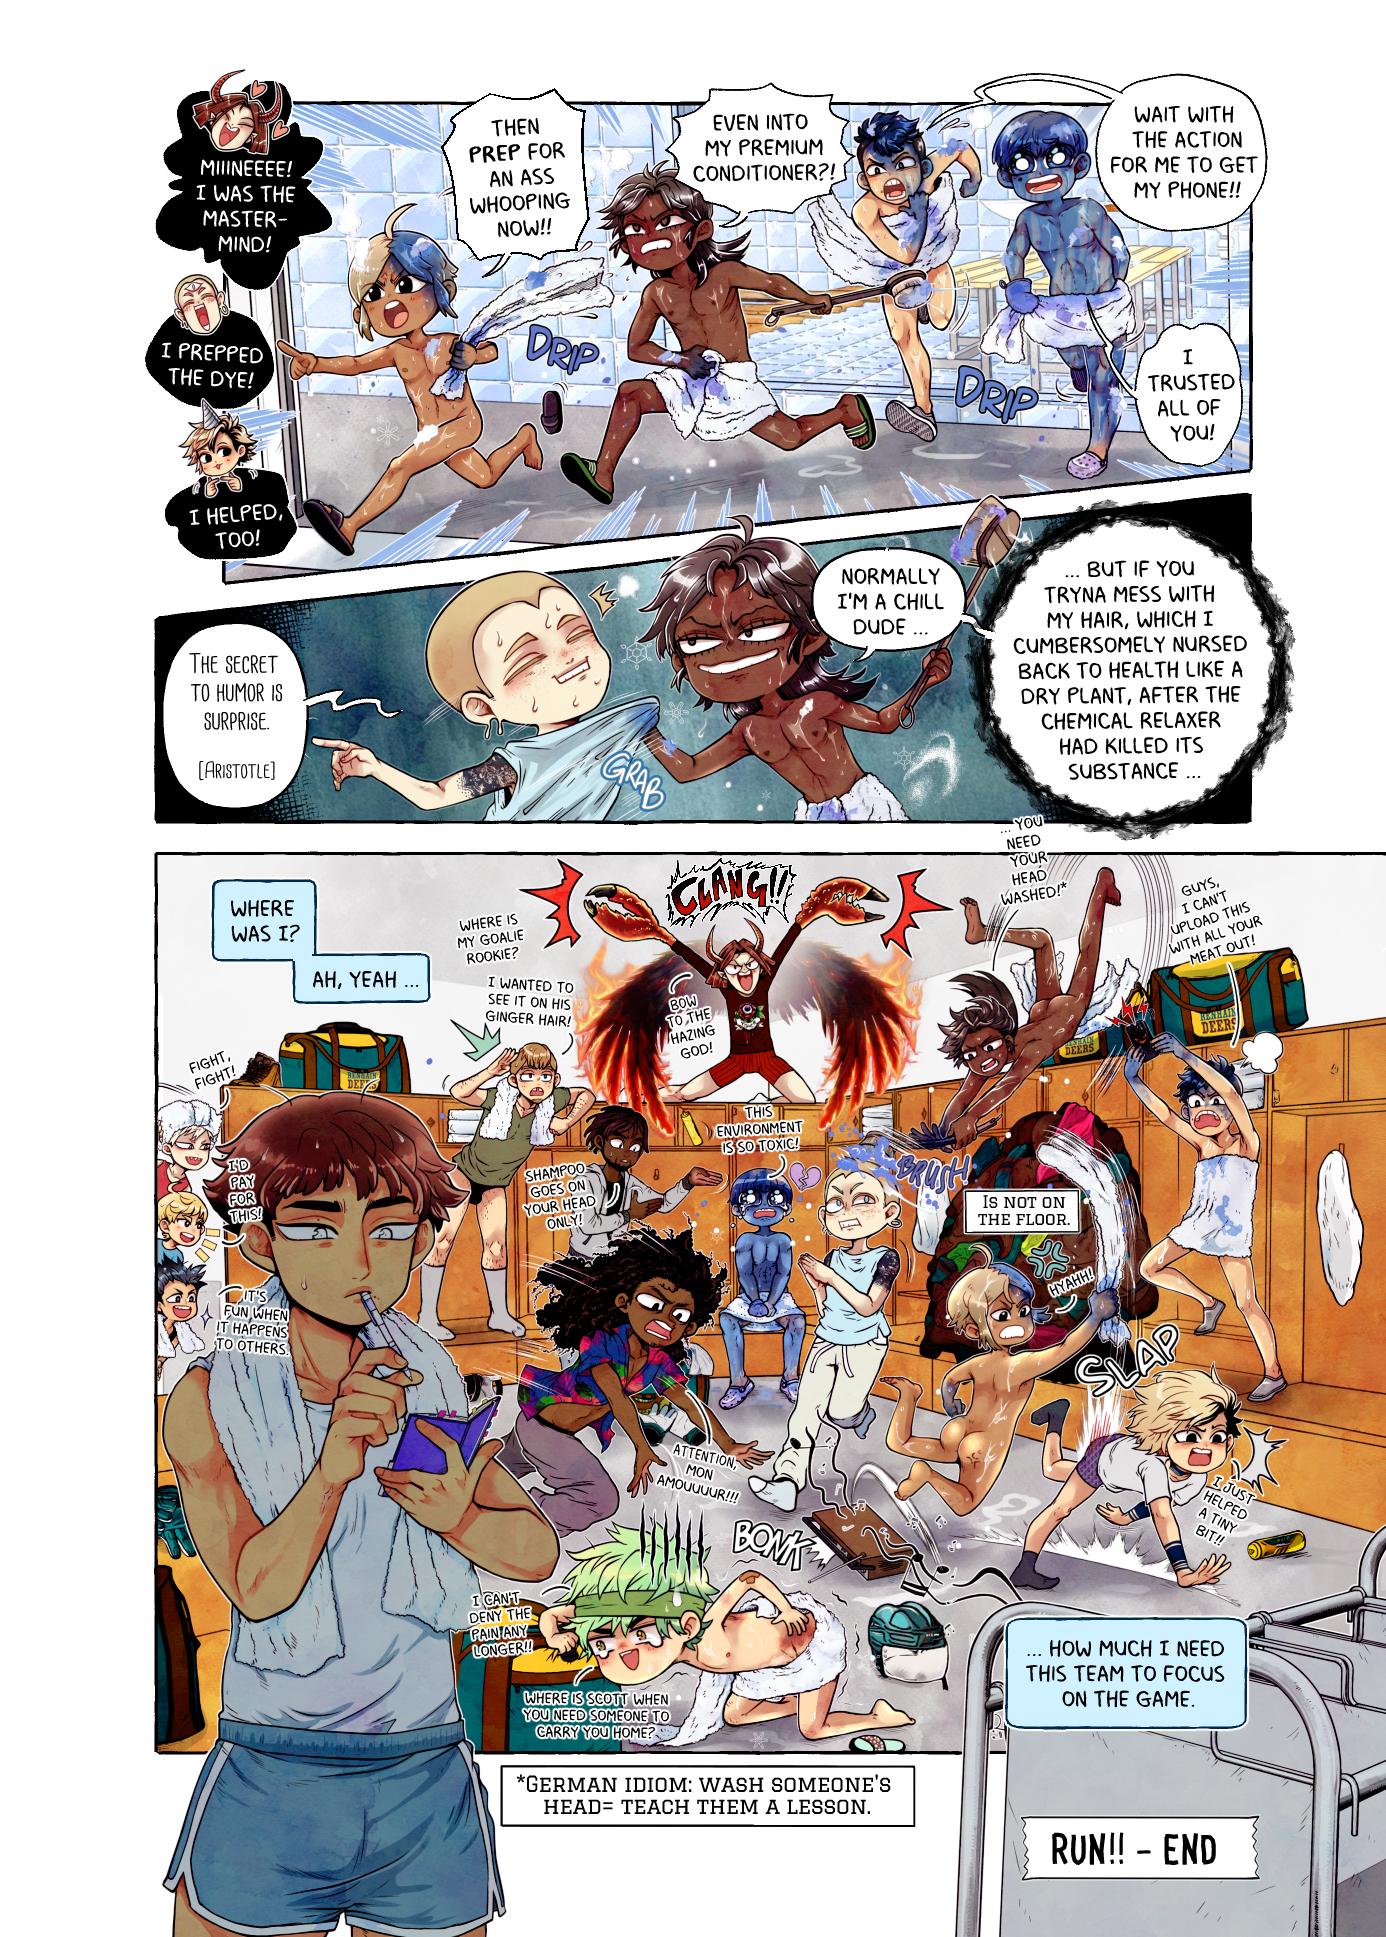 MIIINEEEE!
I WAS THE
MASTER-
MIND!
I PREPPED
THE DYE!
I HELPED,
TOO!
THEN
PREP FOR
AN ASS
WHOOPING
NOW!!
EVEN INTO
MY PREMIUM
CONDITIONER?!
WAIT WITH
THE ACTION
FOR ME TO GET
MY PHONE!!
I
TRUSTED
ALL OF
YOU!
DRIP
DRIP
THE SECRET
TO HUMOR IS
SURPRISE.
[ARISTOTLE]
GRAB
NORMALLY
I'M A CHILL
DUDE ...
... BUT IF YOU
TRYNA MESS WITH
MY HAIR, WHICH I
CUMBERSOMELY NURSED
BACK TO HEALTH LIKE A
DRY PLANT, AFTER THE
CHEMICAL RELAXER
HAD KILLED ITS
SUBSTANCE ...
... YOU
NEED
YOUR
HEAD
WASHED!*
WHERE
WAS I?
AH, YEAH ...
WHERE IS
MY GOALIE
ROOKIE?
I WANTED TO
SEE IT ON HIS
GINGER HAIR!
CLANG!!
BOW
TO THE
HAZING
GOD!
GUYS,
I CAN'T
UPLOAD THIS
WITH ALL YOUR
MEAT OUT!
BENHAIN
DEERS
DEERS
BENHAIN
DEERS
FIGHT,
FIGHT!
I'D
PAY
FOR
THIS!
IT'S
FUN WHEN
IT HAPPENS
TO OTHERS.
SHAMPOO
GOES ON
YOUR HEAD
ONLY!
THIS
ENVIRONMENT
IS SO TOXIC!
BRUSH
IS NOT ON
THE FLOOR.
HYAHH!
SLAP
ATTENTION,
MON
AMOUUUUR!!!
I JUST
HELPED
A TINY
BIT!!
BONK
I CAN'T
DENY THE
PAIN ANY
LONGER!!
WHERE IS SCOTT WHEN
YOU NEED SOMEONE TO
CARRY YOU HOME?
... HOW MUCH I NEED
THIS TEAM TO FOCUS
ON THE GAME.
*GERMAN IDIOM: WASH SOMEONE'S
HEAD= TEACH THEM A LESSON.
RUN!! - END